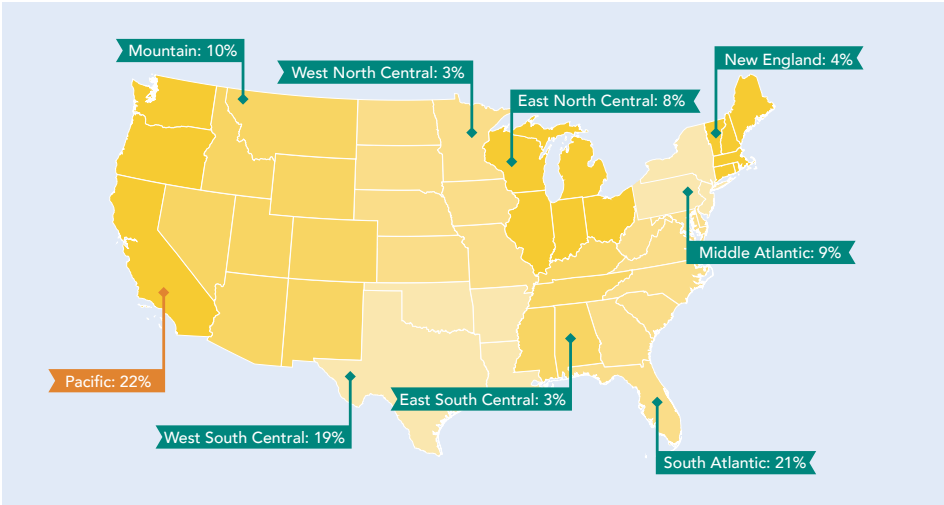 Mountain: 10%
New England: 4%
West North Central: 3%
East North Central: 8%
Middle Atlantic: 9%
Pacific: 22%
East South Central: 3%
West South Central: 19%
South Atlantic: 21%